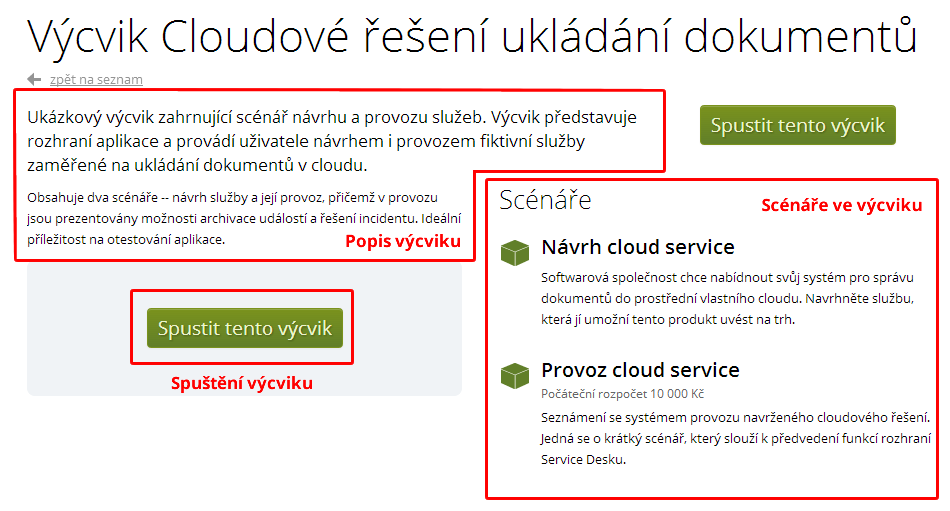 Výcvik Cloudové řešení ukládání dokumentů
zpět na seznam
Ukázkový výcvik zahrnující scénář návrhu a provozu služeb. Výcvik představuje
rozhraní aplikace a provádí uživatele návrhem i provozem fiktivní služby
zaměřené na ukládání dokumentů v cloudu.
Obsahuje dva scénáře -- návrh služby a její provoz, přičemž v provozu
jsou prezentovány možnosti archivace událostí a řešení incidentu. Ideální
příležitost na otestování aplikace.
Popis výcviku
Spustit tento výcvik
Spuštění výcviku
Spustit tento výcvik
Scénáře
Scénáře ve výcviku
Návrh cloud service
Softwarová společnost chce nabídnout svůj systém pro správu
dokumentů do prostřední vlastního cloudu. Navrhněte službu,
která jí umožní tento produkt uvést na trh.
Provoz cloud service
Počáteční rozpočet 10 000 Kč
Seznámení se systémem provozu navrženého cloudového řešení.
Jedná se o krátký scénář, který slouží k předvedení funkcí rozhraní
Service Desku.